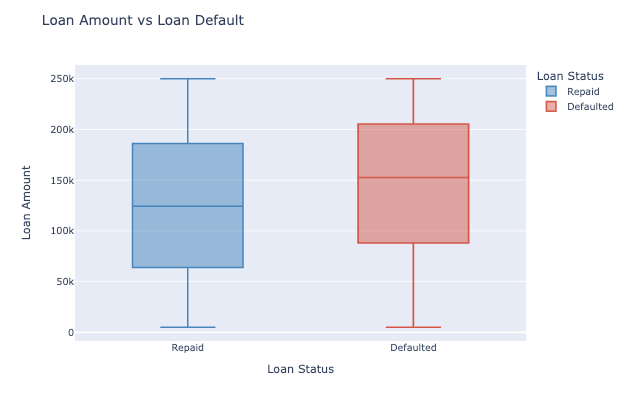 Loan Amount vs Loan Default
Loan Status
Repaid
Defaulted
Loan Amount
250k
200k
150k
100k
50k
0
Repaid
Defaulted
Loan Status